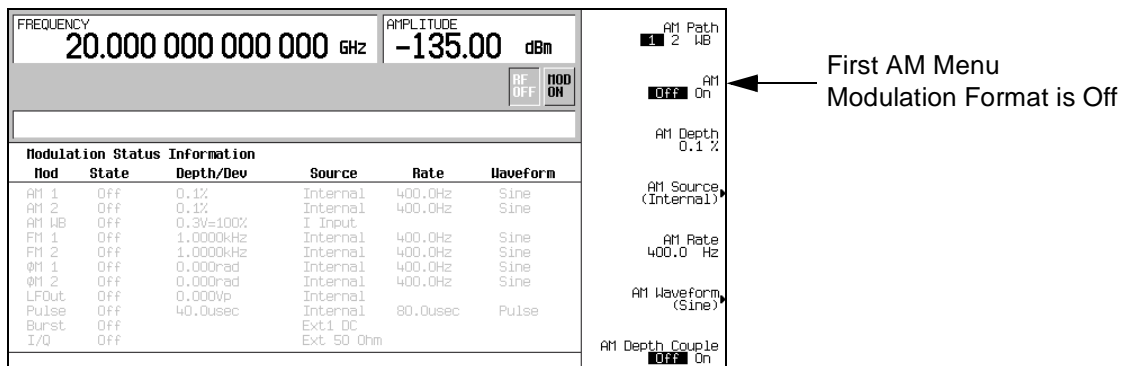 FREQUENCY
20.000 000 000 000 GHz
AMPLITUDE
-135.00 dBm
RF OFF
MOD ON
Modulation Status Information
Mod State Depth/Dev Source Rate Waveform
AM 1 Off 0.1% Internal 400.0Hz Sine
AM 2 Off 0.1% Internal 400.0Hz Sine
AM WB Off 0.3V=100% I Input
FM 1 Off 1.0000kHz Internal 400.0Hz Sine
FM 2 Off 1.0000kHz Internal 400.0Hz Sine
ΦM 1 Off 0.000rad Internal 400.0Hz Sine
ΦM 2 Off 0.000rad Internal 400.0Hz Sine
LFOut Off 0.000Vp Internal
Pulse Off 40.0usec Internal 80.0usec Pulse
Burst Off Ext1 DC
I/Q Off Ext 50 Ohm
AM Path
1 2 WB
AM
Off On
AM Depth
0.1 %
AM Source
(Internal)
AM Rate
400.0 Hz
AM Waveform
(Sine)
AM Depth Couple
Off On
First AM Menu
Modulation Format is Off